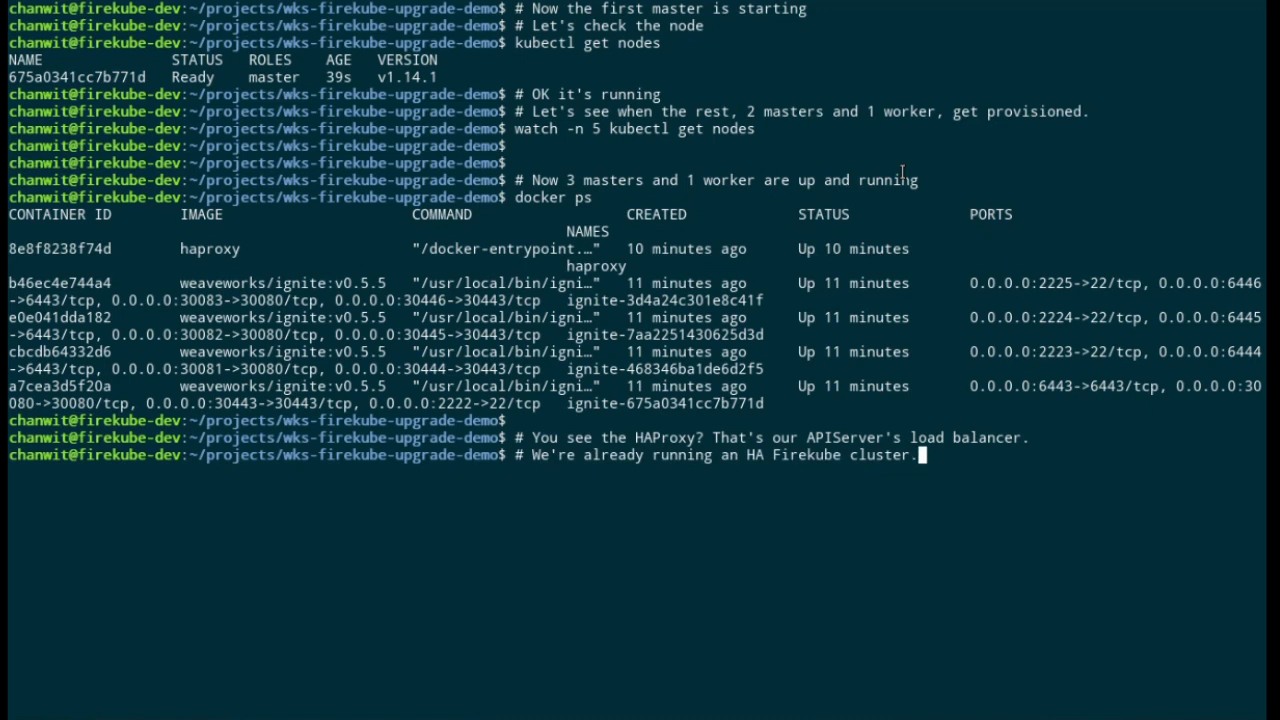 chanwit@firekube-dev:~/projects/wks-firekube-upgrade-demo$ # Now the first master is starting
chanwit@firekube-dev:~/projects/wks-firekube-upgrade-demo$ # Let's check the node
chanwit@firekube-dev:~/projects/wks-firekube-upgrade-demo$ kubectl get nodes
NAME STATUS ROLES AGE VERSION
675a0341cc7b771d Ready master 39s v1.14.1
chanwit@firekube-dev:~/projects/wks-firekube-upgrade-demo$ # OK it's running
chanwit@firekube-dev:~/projects/wks-firekube-upgrade-demo$ # Let's see when the rest, 2 masters and 1 worker, get provisioned.
chanwit@firekube-dev:~/projects/wks-firekube-upgrade-demo$ watch -n 5 kubectl get nodes
chanwit@firekube-dev:~/projects/wks-firekube-upgrade-demo$
chanwit@firekube-dev:~/projects/wks-firekube-upgrade-demo$
chanwit@firekube-dev:~/projects/wks-firekube-upgrade-demo$ # Now 3 masters and 1 worker are up and running
chanwit@firekube-dev:~/projects/wks-firekube-upgrade-demo$ docker ps
CONTAINER ID IMAGE COMMAND CREATED STATUS PORTS
NAMES
8e8f8238f74d haproxy "/docker-entrypoint.…" 10 minutes ago Up 10 minutes
haproxy
b46ec4e744a4 weaveworks/ignite:v0.5.5 "/usr/local/bin/igni…" 11 minutes ago Up 11 minutes 0.0.0.0:2225->22/tcp, 0.0.0.0:6446
->6443/tcp, 0.0.0.0:30083->30080/tcp, 0.0.0.0:30446->30443/tcp ignite-3d4a24c301e8c41f
e0e041dda182 weaveworks/ignite:v0.5.5 "/usr/local/bin/igni…" 11 minutes ago Up 11 minutes 0.0.0.0:2224->22/tcp, 0.0.0.0:6445
->6443/tcp, 0.0.0.0:30082->30080/tcp, 0.0.0.0:30445->30443/tcp ignite-7aa2251430625d3d
cbcdb64332d6 weaveworks/ignite:v0.5.5 "/usr/local/bin/igni…" 11 minutes ago Up 11 minutes 0.0.0.0:2223->22/tcp, 0.0.0.0:6444
->6443/tcp, 0.0.0.0:30081->30080/tcp, 0.0.0.0:30444->30443/tcp ignite-468346ba1de6d2f5
a7cea3d5f20a weaveworks/ignite:v0.5.5 "/usr/local/bin/igni…" 11 minutes ago Up 11 minutes 0.0.0.0:6443->6443/tcp, 0.0.0.0:30
080->30080/tcp, 0.0.0.0:30443->30443/tcp, 0.0.0.0:2222->22/tcp ignite-675a0341cc7b771d
chanwit@firekube-dev:~/projects/wks-firekube-upgrade-demo$
chanwit@firekube-dev:~/projects/wks-firekube-upgrade-demo$ # You see the HAProxy? That's our APIServer's load balancer.
chanwit@firekube-dev:~/projects/wks-firekube-upgrade-demo$ # We're already running an HA Firekube cluster.